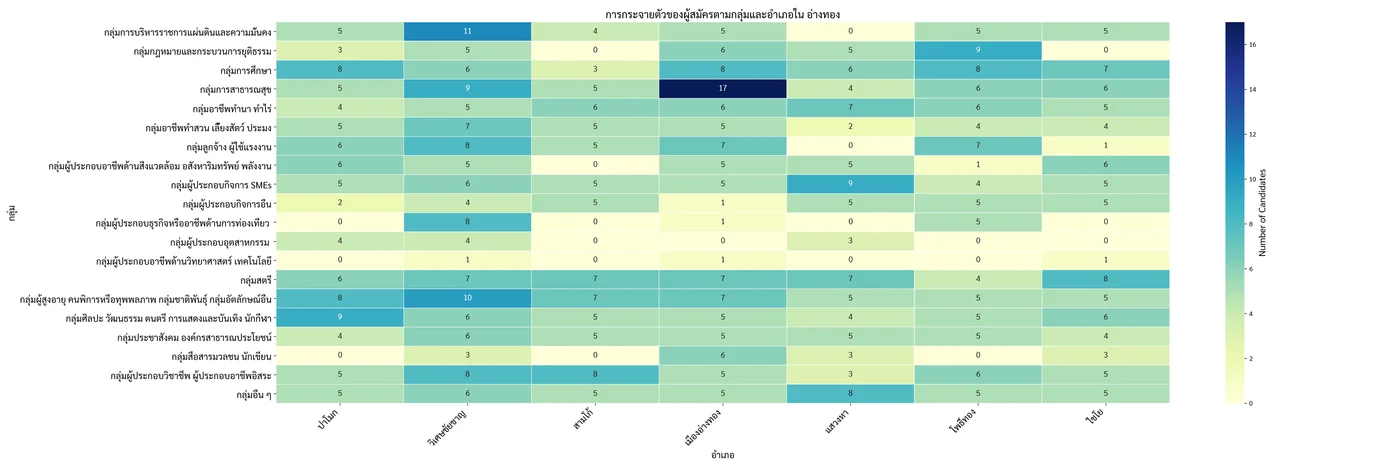 การกระจายตัวของผู้สมัครตามกลุ่มและอำเภอใน อ่างทอง
กลุ่มการบริหารราชการแผ่นดินและความมั่นคง 5 11 4 5 0 5 5
กลุ่มกฎหมายและกระบวนการยุติธรรม 3 5 0 6 5 9 0
กลุ่มการศึกษา 8 6 3 8 6 8 7
กลุ่มการสาธารณสุข 5 9 5 17 4 6 6
กลุ่มอาชีพทำนา ทำไร่ 4 5 6 6 7 6 5
กลุ่มอาชีพทำสวน เลี้ยงสัตว์ ประมง 5 7 5 5 2 4 4
กลุ่มลูกจ้าง ผู้ใช้แรงงาน 6 8 5 7 0 7 1
กลุ่มผู้ประกอบอาชีพด้านสิ่งแวดล้อม อสังหาริมทรัพย์ พลังงาน 6 5 0 5 5 1 6
กลุ่มผู้ประกอบกิจการ SMEs 5 6 5 5 9 4 5
กลุ่มผู้ประกอบกิจการอื่น 2 4 5 1 5 5 5
กลุ่มผู้ประกอบธุรกิจหรืออาชีพด้านการท่องเที่ยว 0 8 0 1 0 5 0
กลุ่มผู้ประกอบอุตสาหกรรม 4 4 0 0 3 0 0
กลุ่มผู้ประกอบอาชีพด้านวิทยาศาสตร์ เทคโนโลยี 0 1 0 1 0 0 1
กลุ่มสตรี 6 7 7 7 7 4 8
กลุ่มผู้สูงอายุ คนพิการหรือทุพพลภาพ กลุ่มชาติพันธุ์ กลุ่มอัตลักษณ์อื่น 8 10 7 7 5 5 5
กลุ่มศิลปะ วัฒนธรรม ดนตรี การแสดงและบันเทิง นักกีฬา 9 6 5 5 4 5 6
กลุ่มประชาสังคม องค์กรสาธารณประโยชน์ 4 6 5 5 5 5 4
กลุ่มสื่อสารมวลชน นักเขียน 0 3 0 6 3 0 3
กลุ่มผู้ประกอบวิชาชีพ ผู้ประกอบอาชีพอิสระ 5 8 8 5 3 6 5
กลุ่มอื่น ๆ 5 6 5 5 8 5 5
ป่าโมก วิเศษชัยชาญ สามโก้ เมืองอ่างทอง แสวงหา โพธิ์ทอง ไชโย
อำเภอ
กลุ่ม
16
14
12
10
8
6
4
2
0
Number of Candidates